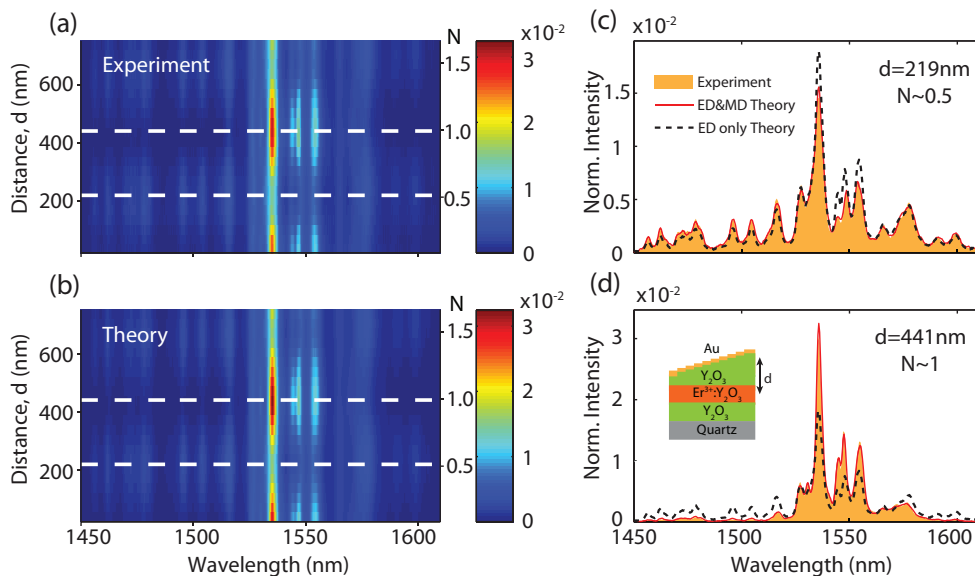 (a)
Experiment
Distance, d (nm)
600
400
200
N
1.5
1.0
0.5
x10⁻²
3
2
1
0
(b)
Theory
Distance, d (nm)
600
400
200
1450
1500
1550
1600
Wavelength (nm)
N
1.5
1.0
0.5
x10⁻²
3
2
1
0
(c)
x10⁻²
d=219nm
N~0.5
Experiment
ED&MD Theory
ED only Theory
Norm. Intensity
1.5
1
0.5
0
1450
1500
1550
1600
(d)
x10⁻²
d=441nm
N~1
Au
Y₂O₃
d
Er³⁺:Y₂O₃
Y₂O₃
Quartz
Norm. Intensity
3
2
1
0
1450
1500
1550
1600
Wavelength (nm)